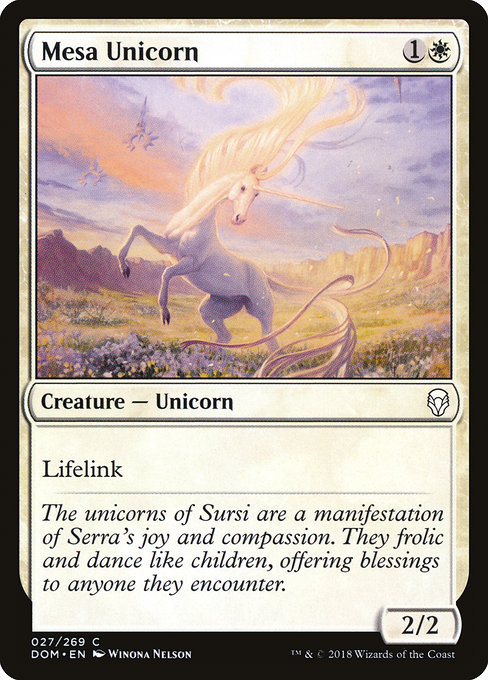 Mesa Unicorn 1
Creature — Unicorn
Lifelink
The unicorns of Sursi are a manifestation
of Serra's joy and compassion. They frolic
and dance like children, offering blessings
to anyone they encounter.
2/2
027/269 C
DOM • EN Winona Nelson
™ & © 2018 Wizards of the Coast